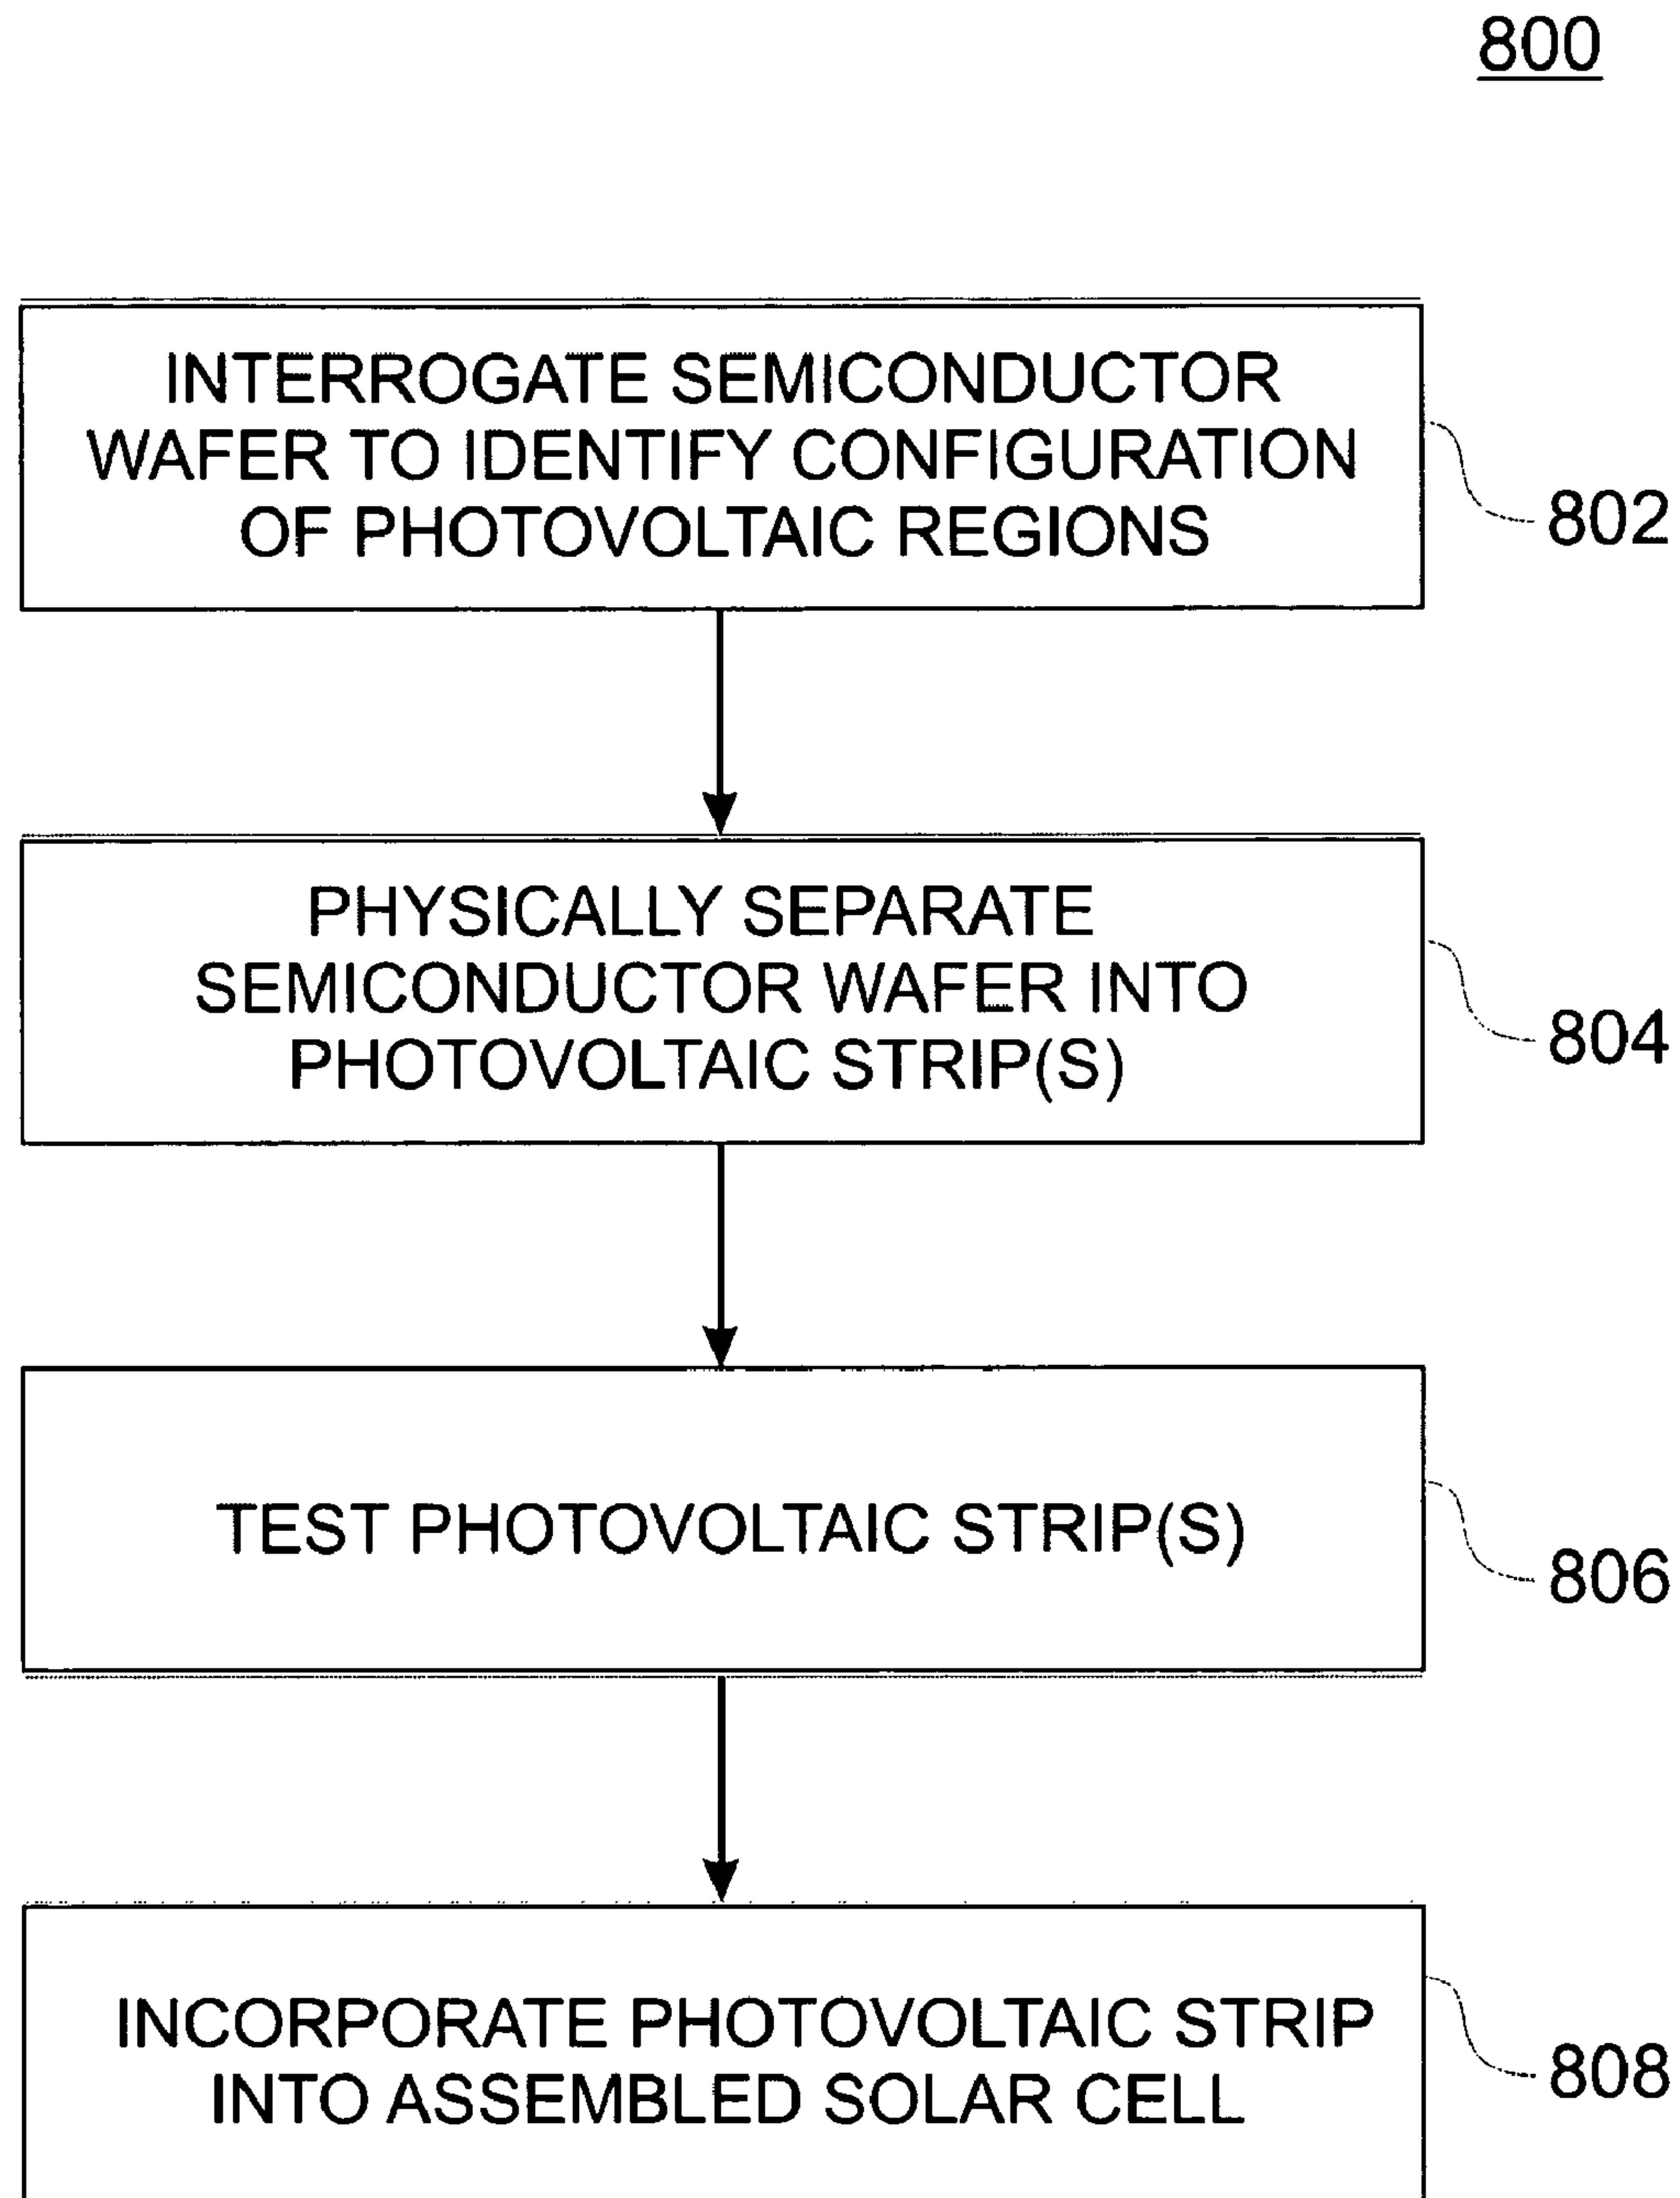 800
INTERROGATE SEMICONDUCTOR
WAFER TO IDENTIFY CONFIGURATION
OF PHOTOVOLTAIC REGIONS
802
PHYSICALLY SEPARATE
SEMICONDUCTOR WAFER INTO
PHOTOVOLTAIC STRIP(S)
804
TEST PHOTOVOLTAIC STRIP(S)
806
INCORPORATE PHOTOVOLTAIC STRIP
INTO ASSEMBLED SOLAR CELL
808